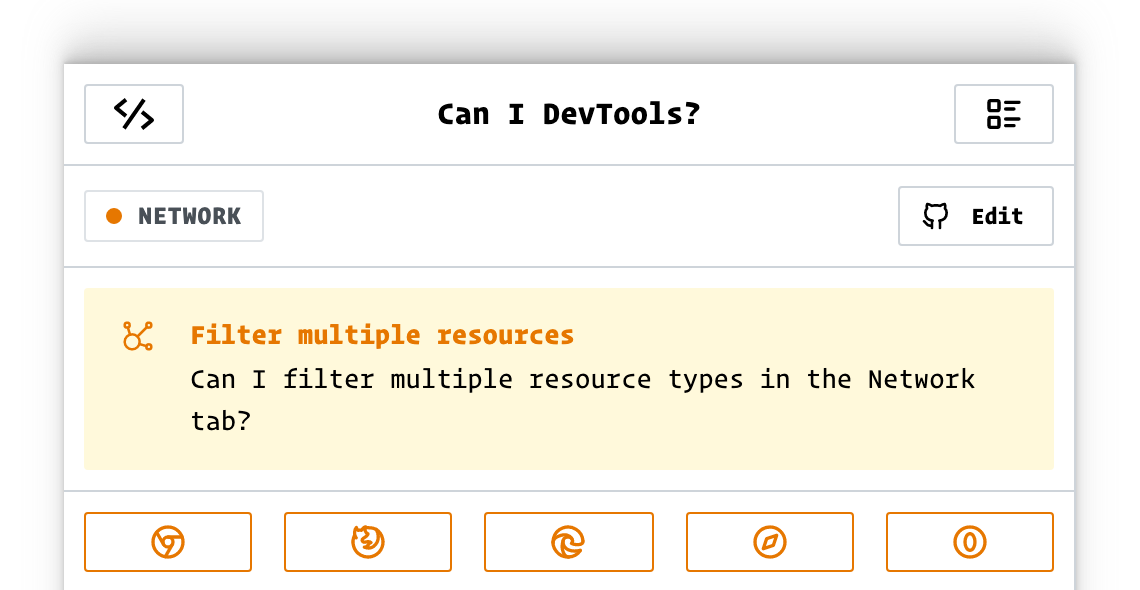 Can I DevTools?
NETWORK
Edit
Filter multiple resources
Can I filter multiple resource types in the Network
tab?